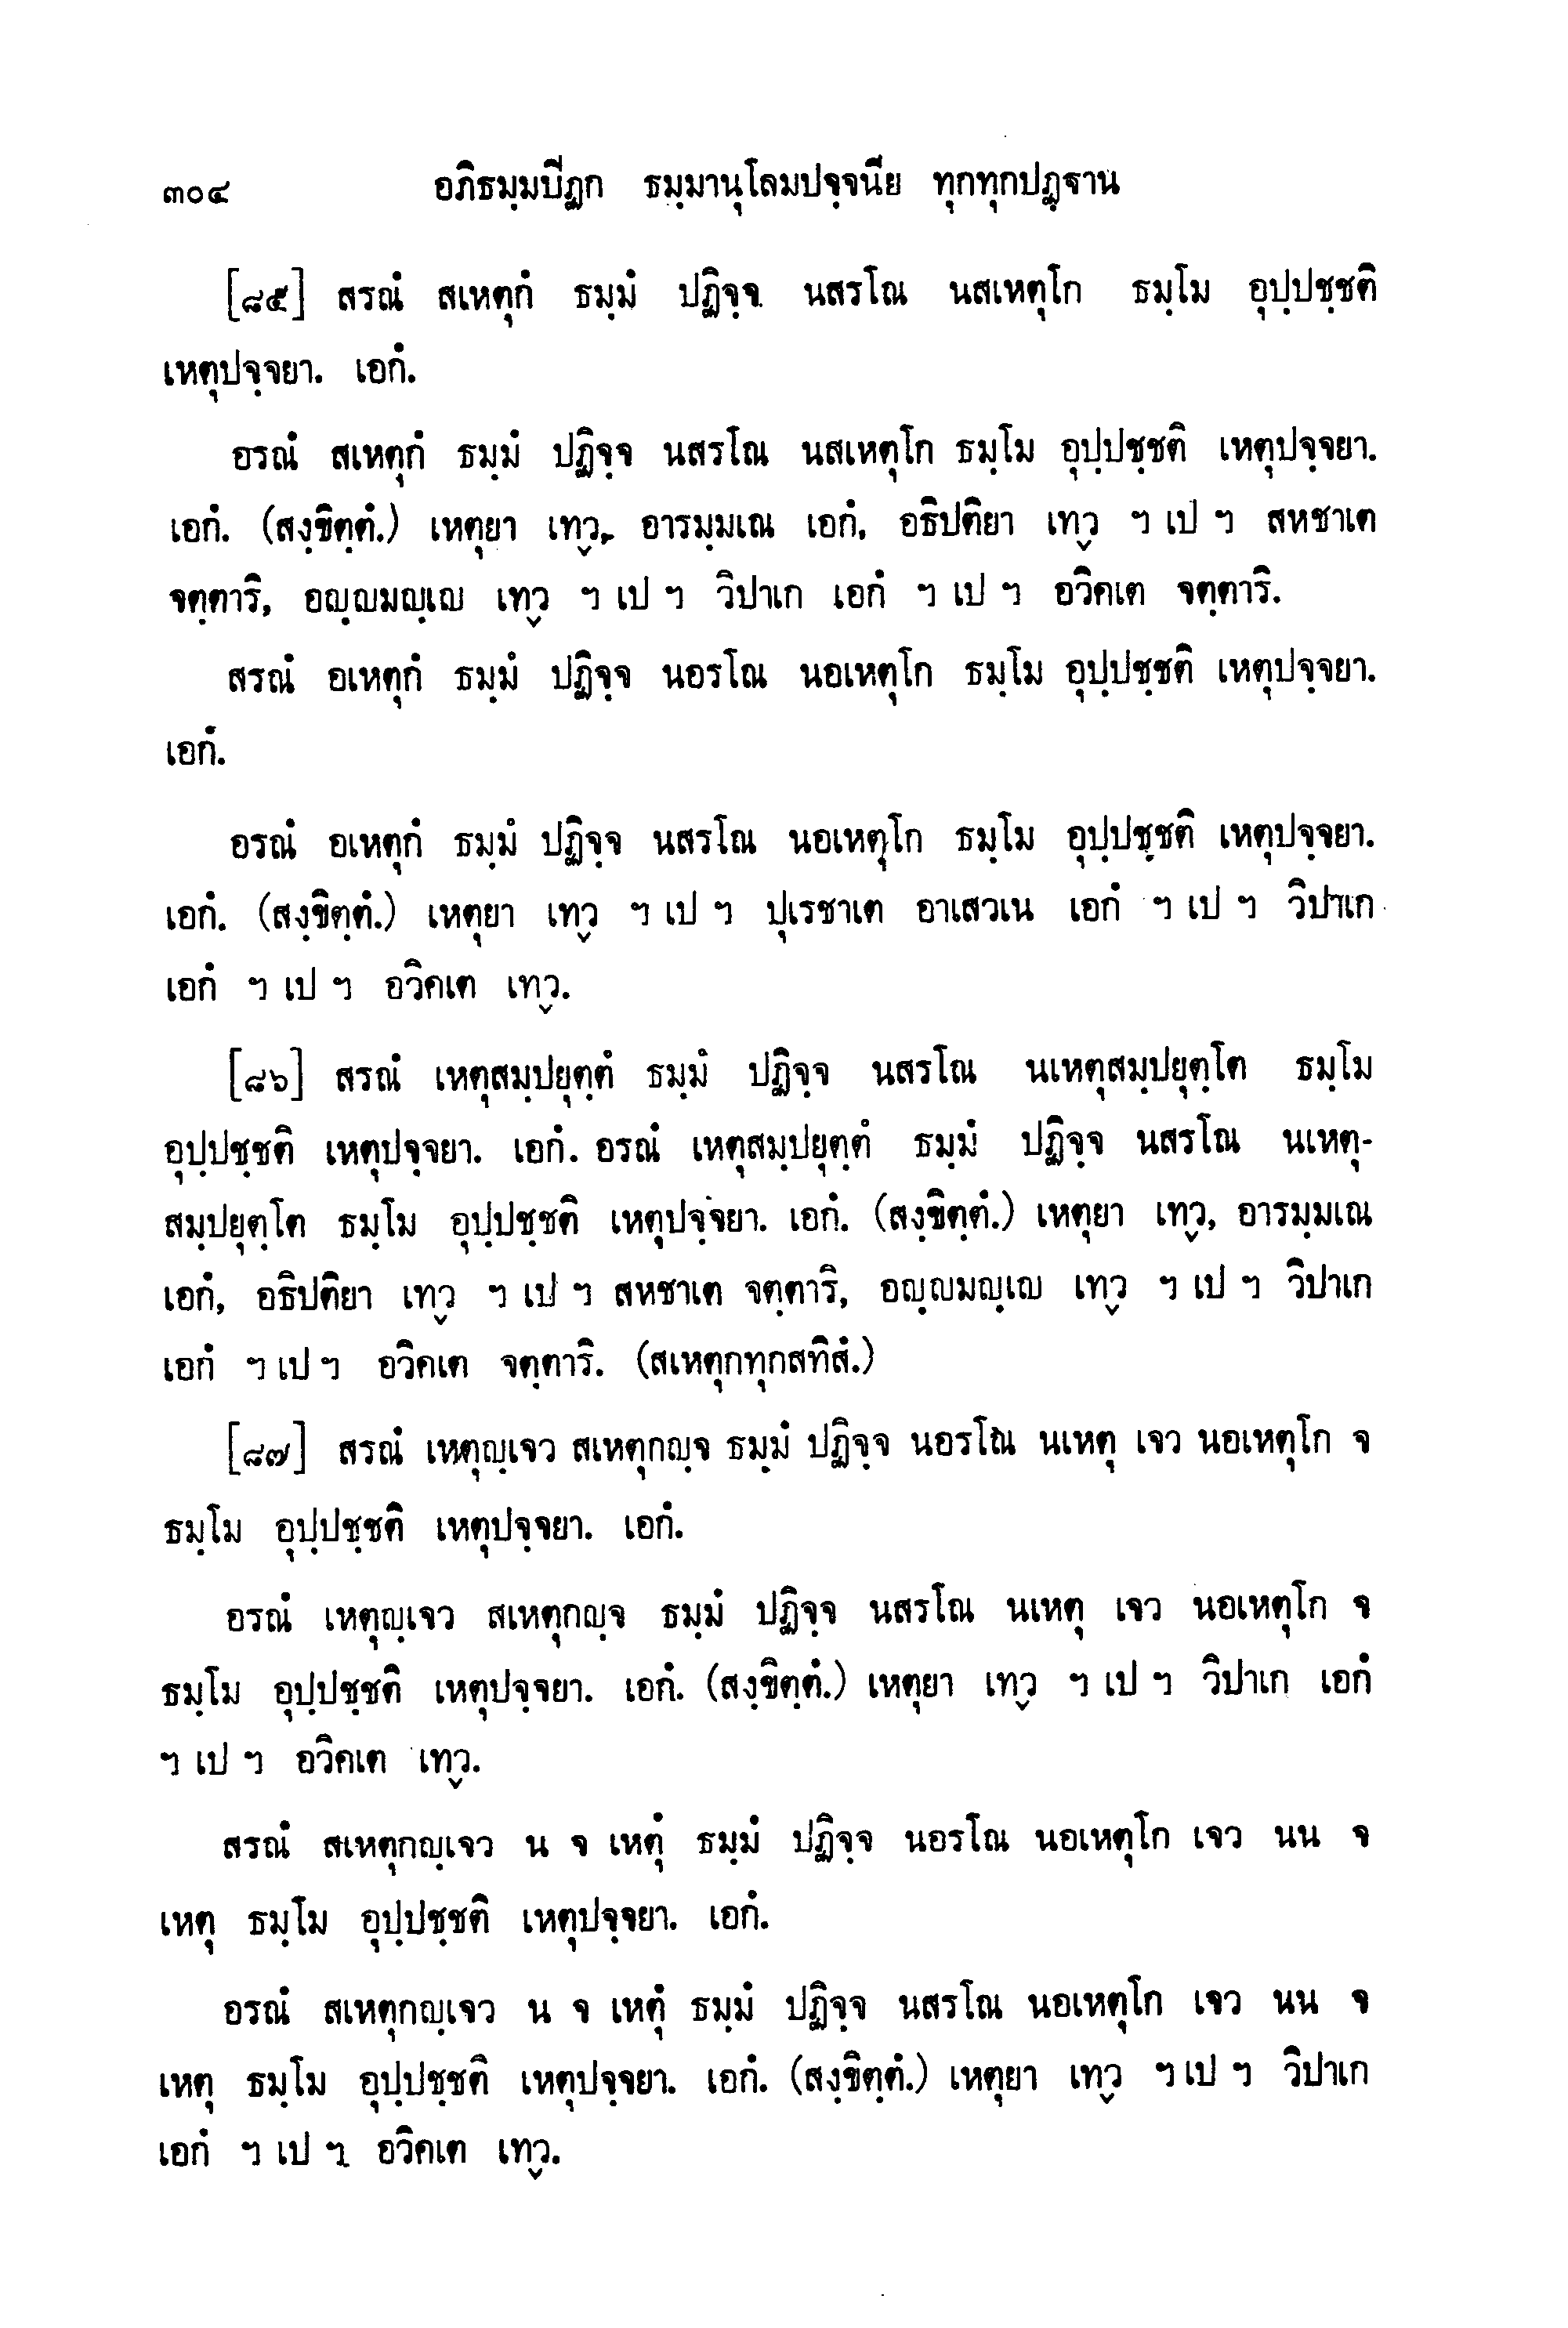 ๓๐๔ อภิธมฺมปีฏก ธมฺมานุโลมปจฺจนีย ทุกทุกปฏฺฐาน
[๘๕] สรณํ สเหตุกํ ธมฺมํ ปฏิจฺจ นสรโณ นสเหตุโก ธมฺโม อุปฺปชฺชติ
เหตุปจฺจยา. เอกํ.
อรณํ สเหตุกํ ธมฺมํ ปฏิจฺจ นสรโณ นสเหตุโก ธมฺโม อุปฺปชฺชติ เหตุปจฺจยา.
เอกํ. (สงฺขิตฺตํ.) เหตุยา เทฺว, อารมฺมเณ เอกํ, อธิปติยา เทฺว ฯ เป ฯ สหชาเต
จตฺตาริ, อญฺญมญฺเญ เทฺว ฯ เป ฯ วิปาเก เอกํ ฯ เป ฯ อวิคเต จตฺตาริ.
สรณํ อเหตุกํ ธมฺมํ ปฏิจฺจ นอรโณ นอเหตุโก ธมฺโม อุปฺปชฺชติ เหตุปจฺจยา.
เอกํ.
อรณํ อเหตุกํ ธมฺมํ ปฏิจฺจ นสรโณ นอเหตุโก ธมฺโม อุปฺปชฺชติ เหตุปจฺจยา.
เอกํ. (สงฺขิตฺตํ.) เหตุยา เทฺว ฯ เป ฯ ปุเรชาเต อาเสวเน เอกํ ฯ เป ฯ วิปาเก
เอกํ ฯ เป ฯ อวิคเต เทฺว.
[๘๖] สรณํ เหตุสมฺปยุตฺตํ ธมฺมํ ปฏิจฺจ นสรโณ นเหตุสมฺปยุตฺโต ธมฺโม
อุปฺปชฺชติ เหตุปจฺจยา. เอกํ. อรณํ เหตุสมฺปยุตฺตํ ธมฺมํ ปฏิจฺจ นสรโณ นเหตุ-
สมฺปยุตฺโต ธมฺโม อุปฺปชฺชติ เหตุปจฺจยา. เอกํ. (สงฺขิตฺตํ.) เหตุยา เทฺว, อารมฺมเณ
เอกํ, อธิปติยา เทฺว ฯ เป ฯ สหชาเต จตฺตาริ, อญฺญมญฺเญ เทฺว ฯ เป ฯ วิปาเก
เอกํ ฯ เป ฯ อวิคเต จตฺตาริ. (สเหตุกทุกสทิสํ.)
[๘๗] สรณํ เหตุญฺเจว สเหตุกญฺจ ธมฺมํ ปฏิจฺจ นอรโณ นเหตุ เจว นอเหตุโก จ
ธมฺโม อุปฺปชฺชติ เหตุปจฺจยา. เอกํ.
อรณํ เหตุญฺเจว สเหตุกญฺจ ธมฺมํ ปฏิจฺจ นสรโณ นเหตุ เจว นอเหตุโก จ
ธมฺโม อุปฺปชฺชติ เหตุปจฺจยา. เอกํ. (สงฺขิตฺตํ.) เหตุยา เทฺว ฯ เป ฯ วิปาเก เอกํ
ฯ เป ฯ อวิคเต เทฺว.
สรณํ สเหตุกญฺเจว น จ เหตุํ ธมฺมํ ปฏิจฺจ นอรโณ นอเหตุโก เจว นน จ
เหตุ ธมฺโม อุปฺปชฺชติ เหตุปจฺจยา. เอกํ.
อรณํ สเหตุกญฺเจว น จ เหตุํ ธมฺมํ ปฏิจฺจ นสรโณ นอเหตุโก เจว นน จ
เหตุ ธมฺโม อุปฺปชฺชติ เหตุปจฺจยา. เอกํ. (สงฺขิตฺตํ.) เหตุยา เทฺว ฯ เป ฯ วิปาเก
เอกํ ฯ เป ฯ อวิคเต เทฺว.